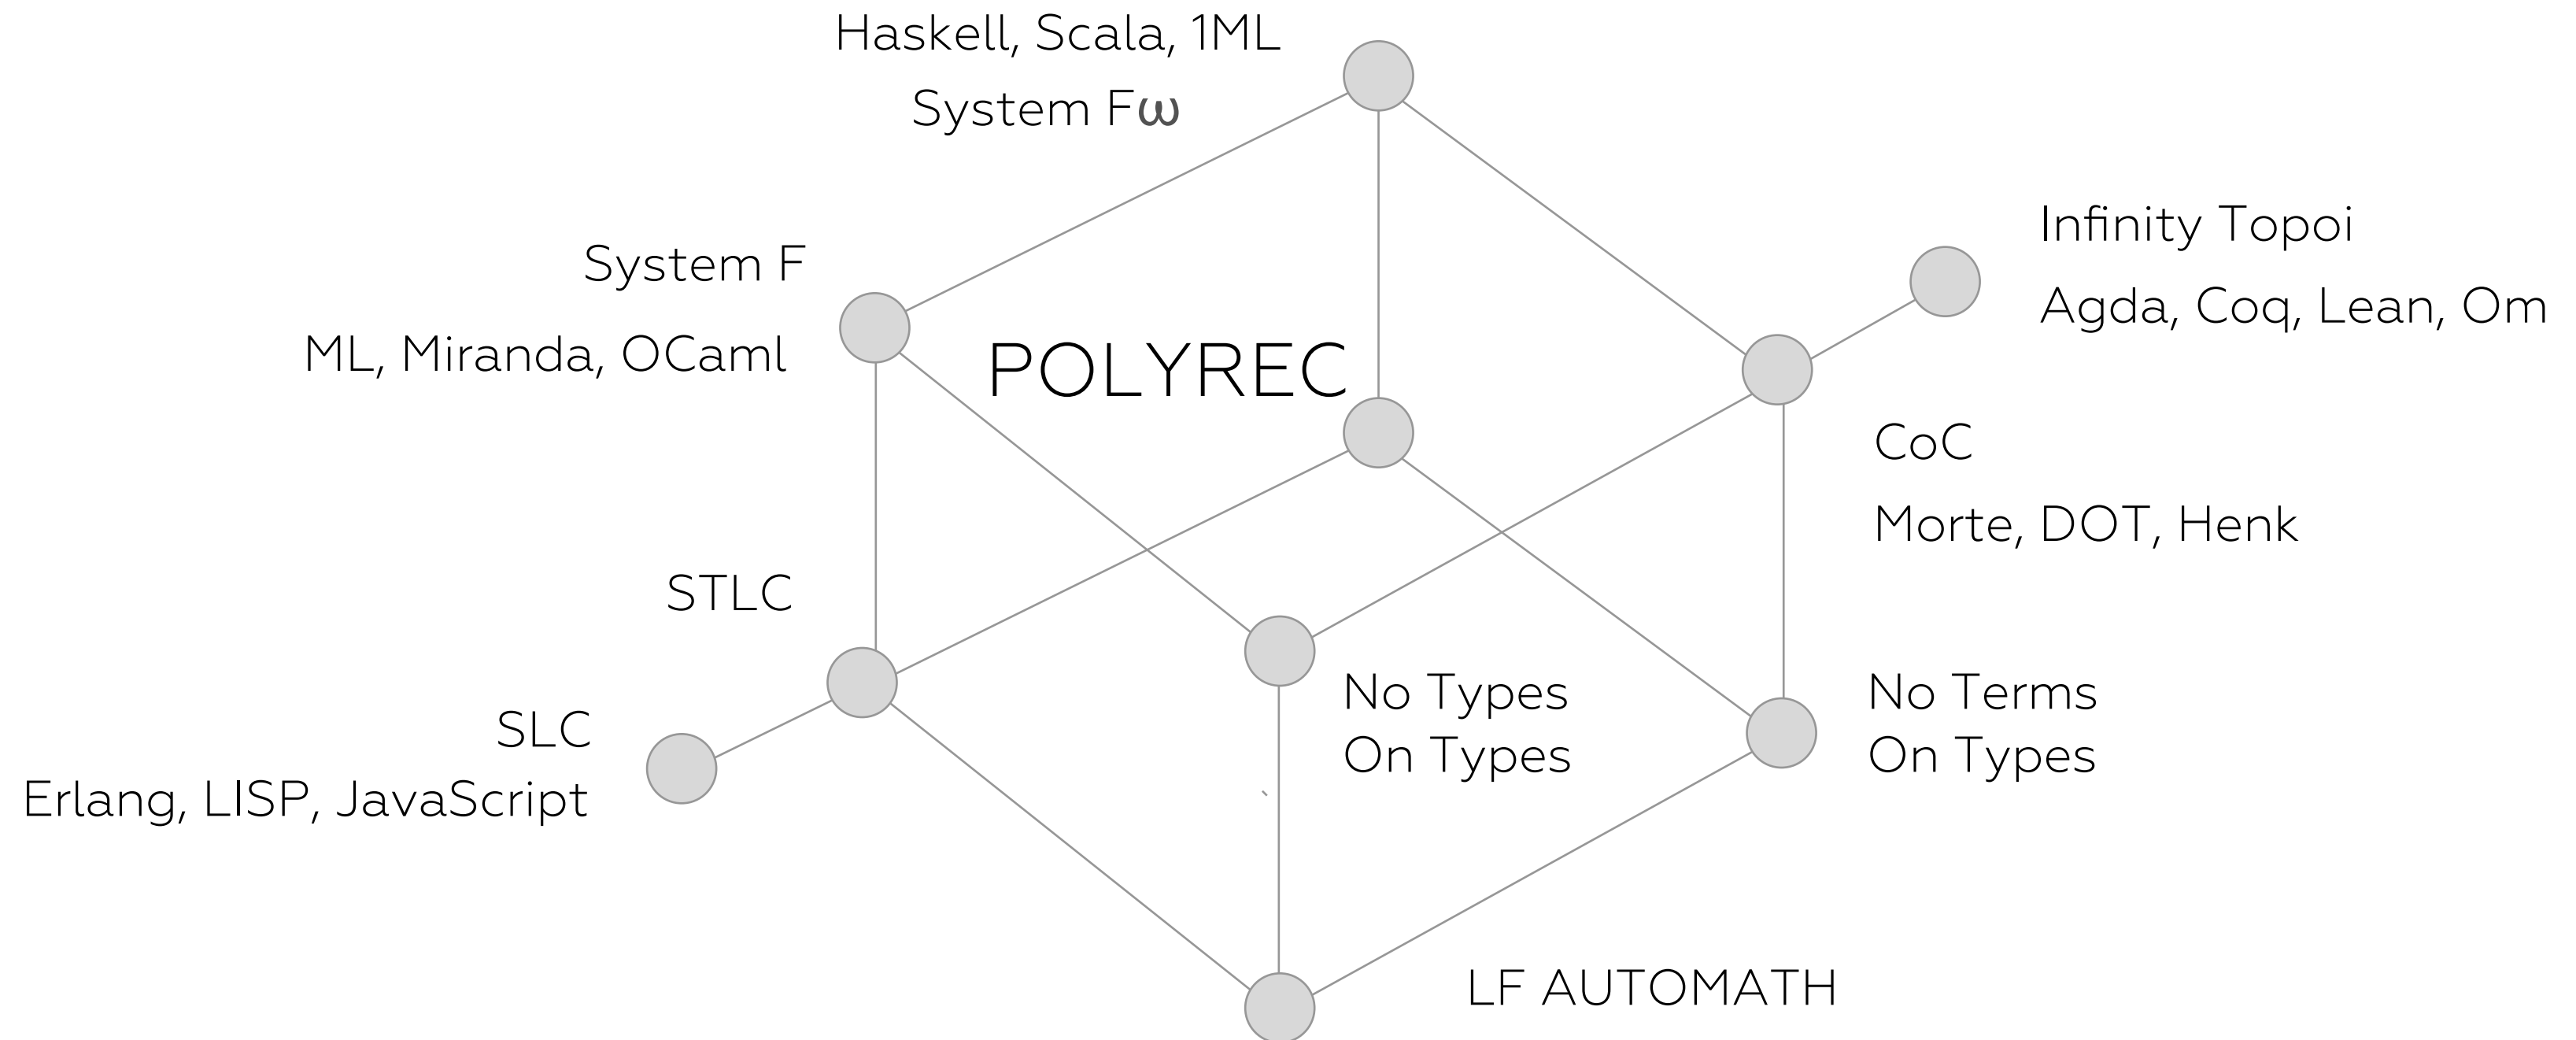 Haskell, Scala, 1ML
System Fω
Infinity Topoi
System F
Agda, Coq, Lean, Om
ML, Miranda, OCaml
POLYREC
CoC
Morte, DOT, Henk
STLC
No Types
On Types
No Terms
On Types
SLC
Erlang, LISP, JavaScript
LF AUTOMATH